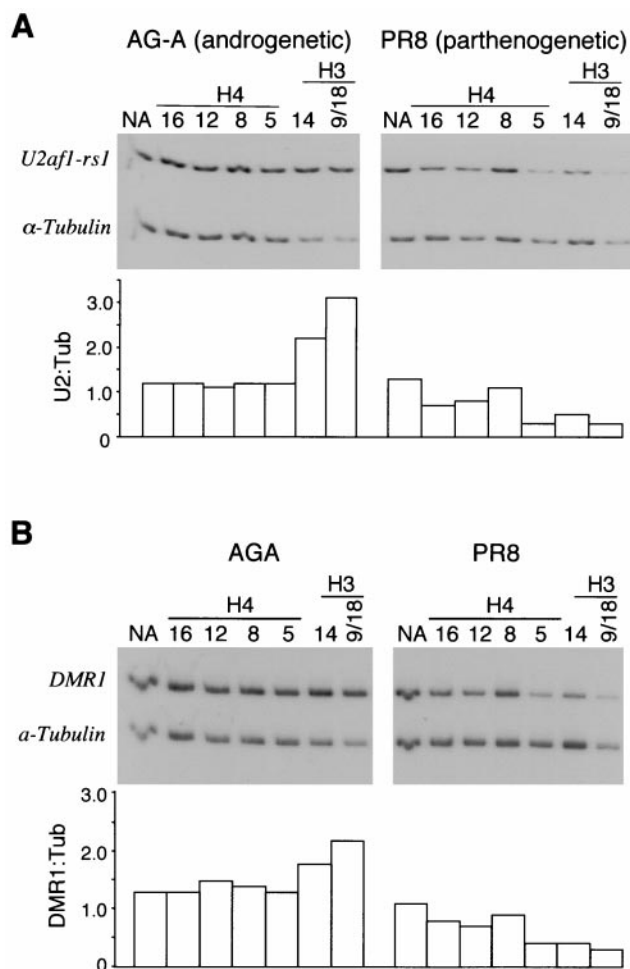 A
AG-A (androgenetic) PR8 (parthenogenetic)
H3 H3
H4 H4
NA 16 12 8 5 14 9/18 NA 16 12 8 5 14 9/18
U2af1-rs1
α-Tubulin
3.0
2.0
1.0
0
U2:Tub
B
AGA PR8
H3 H3
H4 H4
NA 16 12 8 5 14 9/18 NA 16 12 8 5 14 9/18
DMR1
a-Tubulin
3.0
2.0
1.0
0
DMR1:Tub